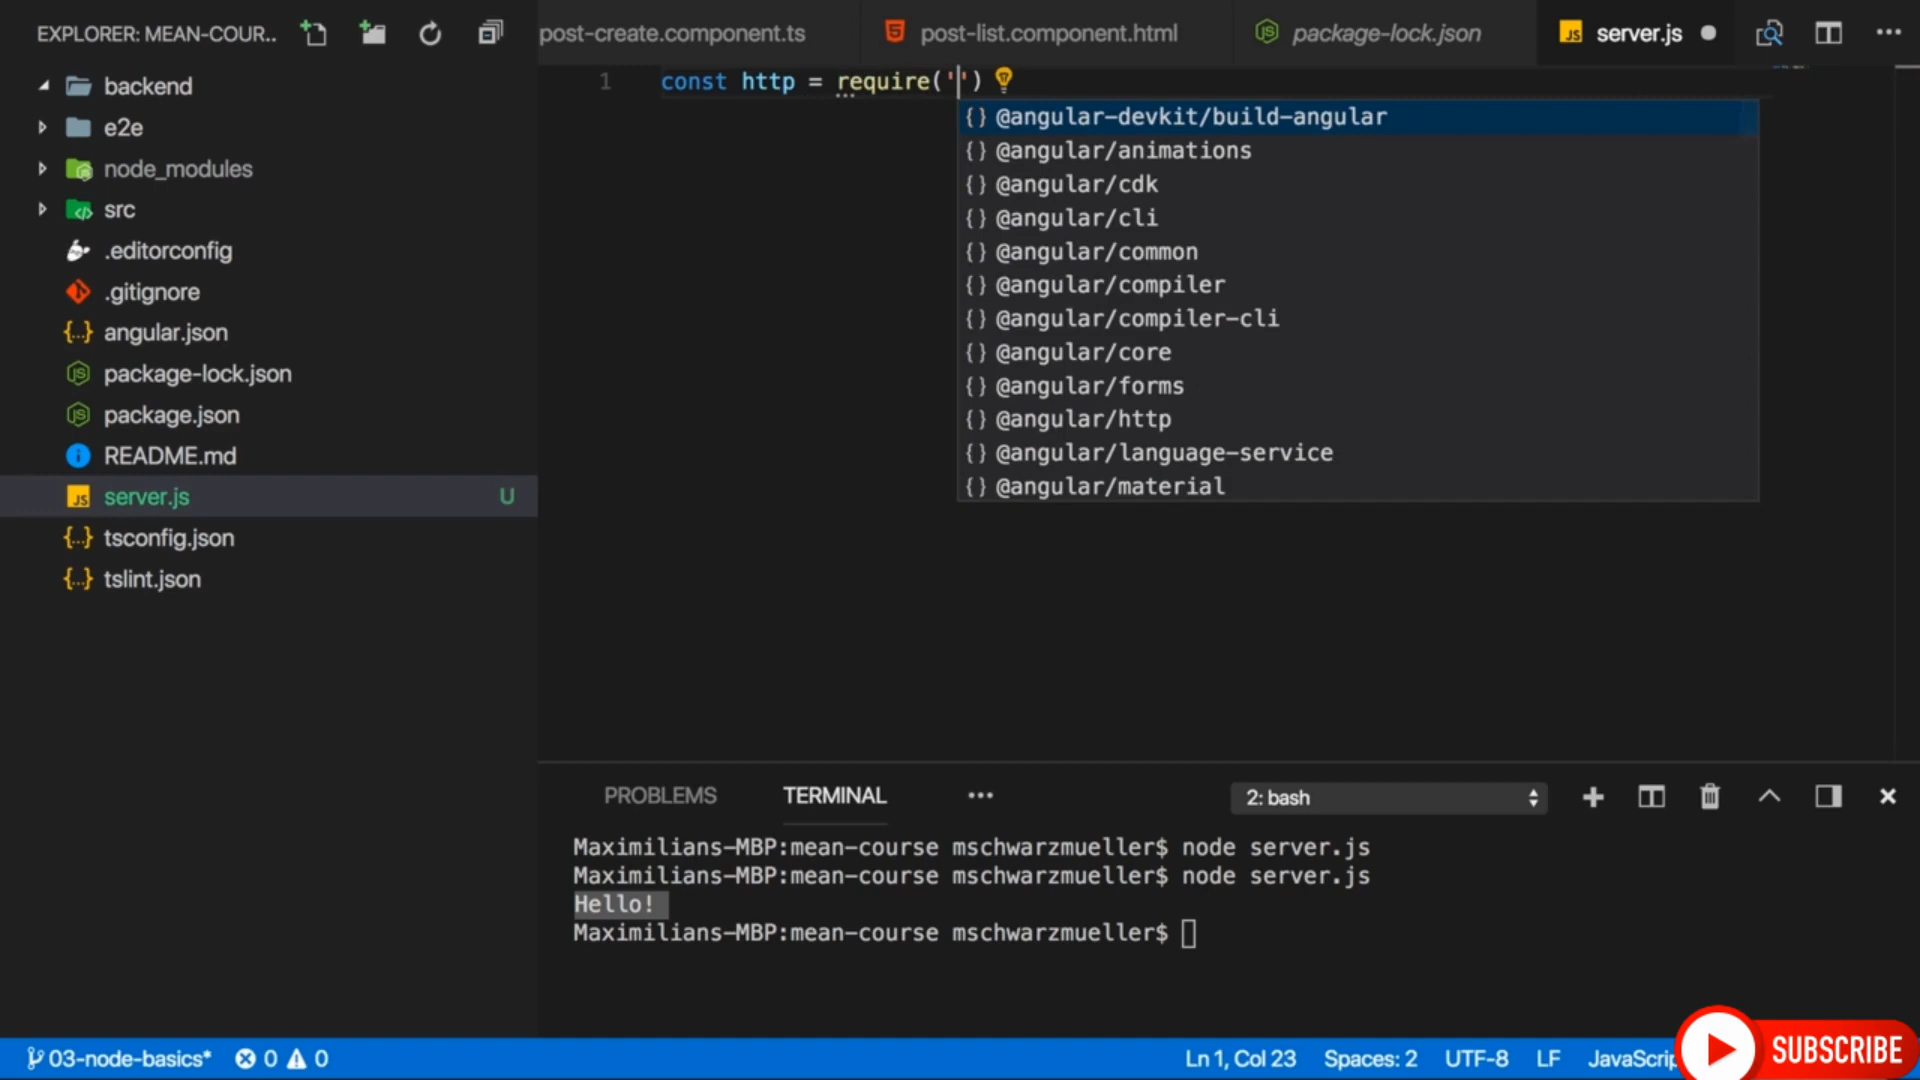 EXPLORER: MEAN-COUR..
post-create.component.ts
post-list.component.html
package-lock.json
server.js
backend
e2e
node_modules
src
.editorconfig
.gitignore
angular.json
package-lock.json
package.json
README.md
server.js U
tsconfig.json
tslint.json
1 const http = require('')
@angular-devkit/build-angular
@angular/animations
@angular/cdk
@angular/cli
@angular/common
@angular/compiler
@angular/compiler-cli
@angular/core
@angular/forms
@angular/http
@angular/language-service
@angular/material
PROBLEMS TERMINAL ••• 2: bash
Maximilians-MBP:mean-course mschwarzmueller$ node server.js
Maximilians-MBP:mean-course mschwarzmueller$ node server.js
Hello!
Maximilians-MBP:mean-course mschwarzmueller$
03-node-basics* 0 0 Ln 1, Col 23 Spaces: 2 UTF-8 LF JavaScrip
SUBSCRIBE